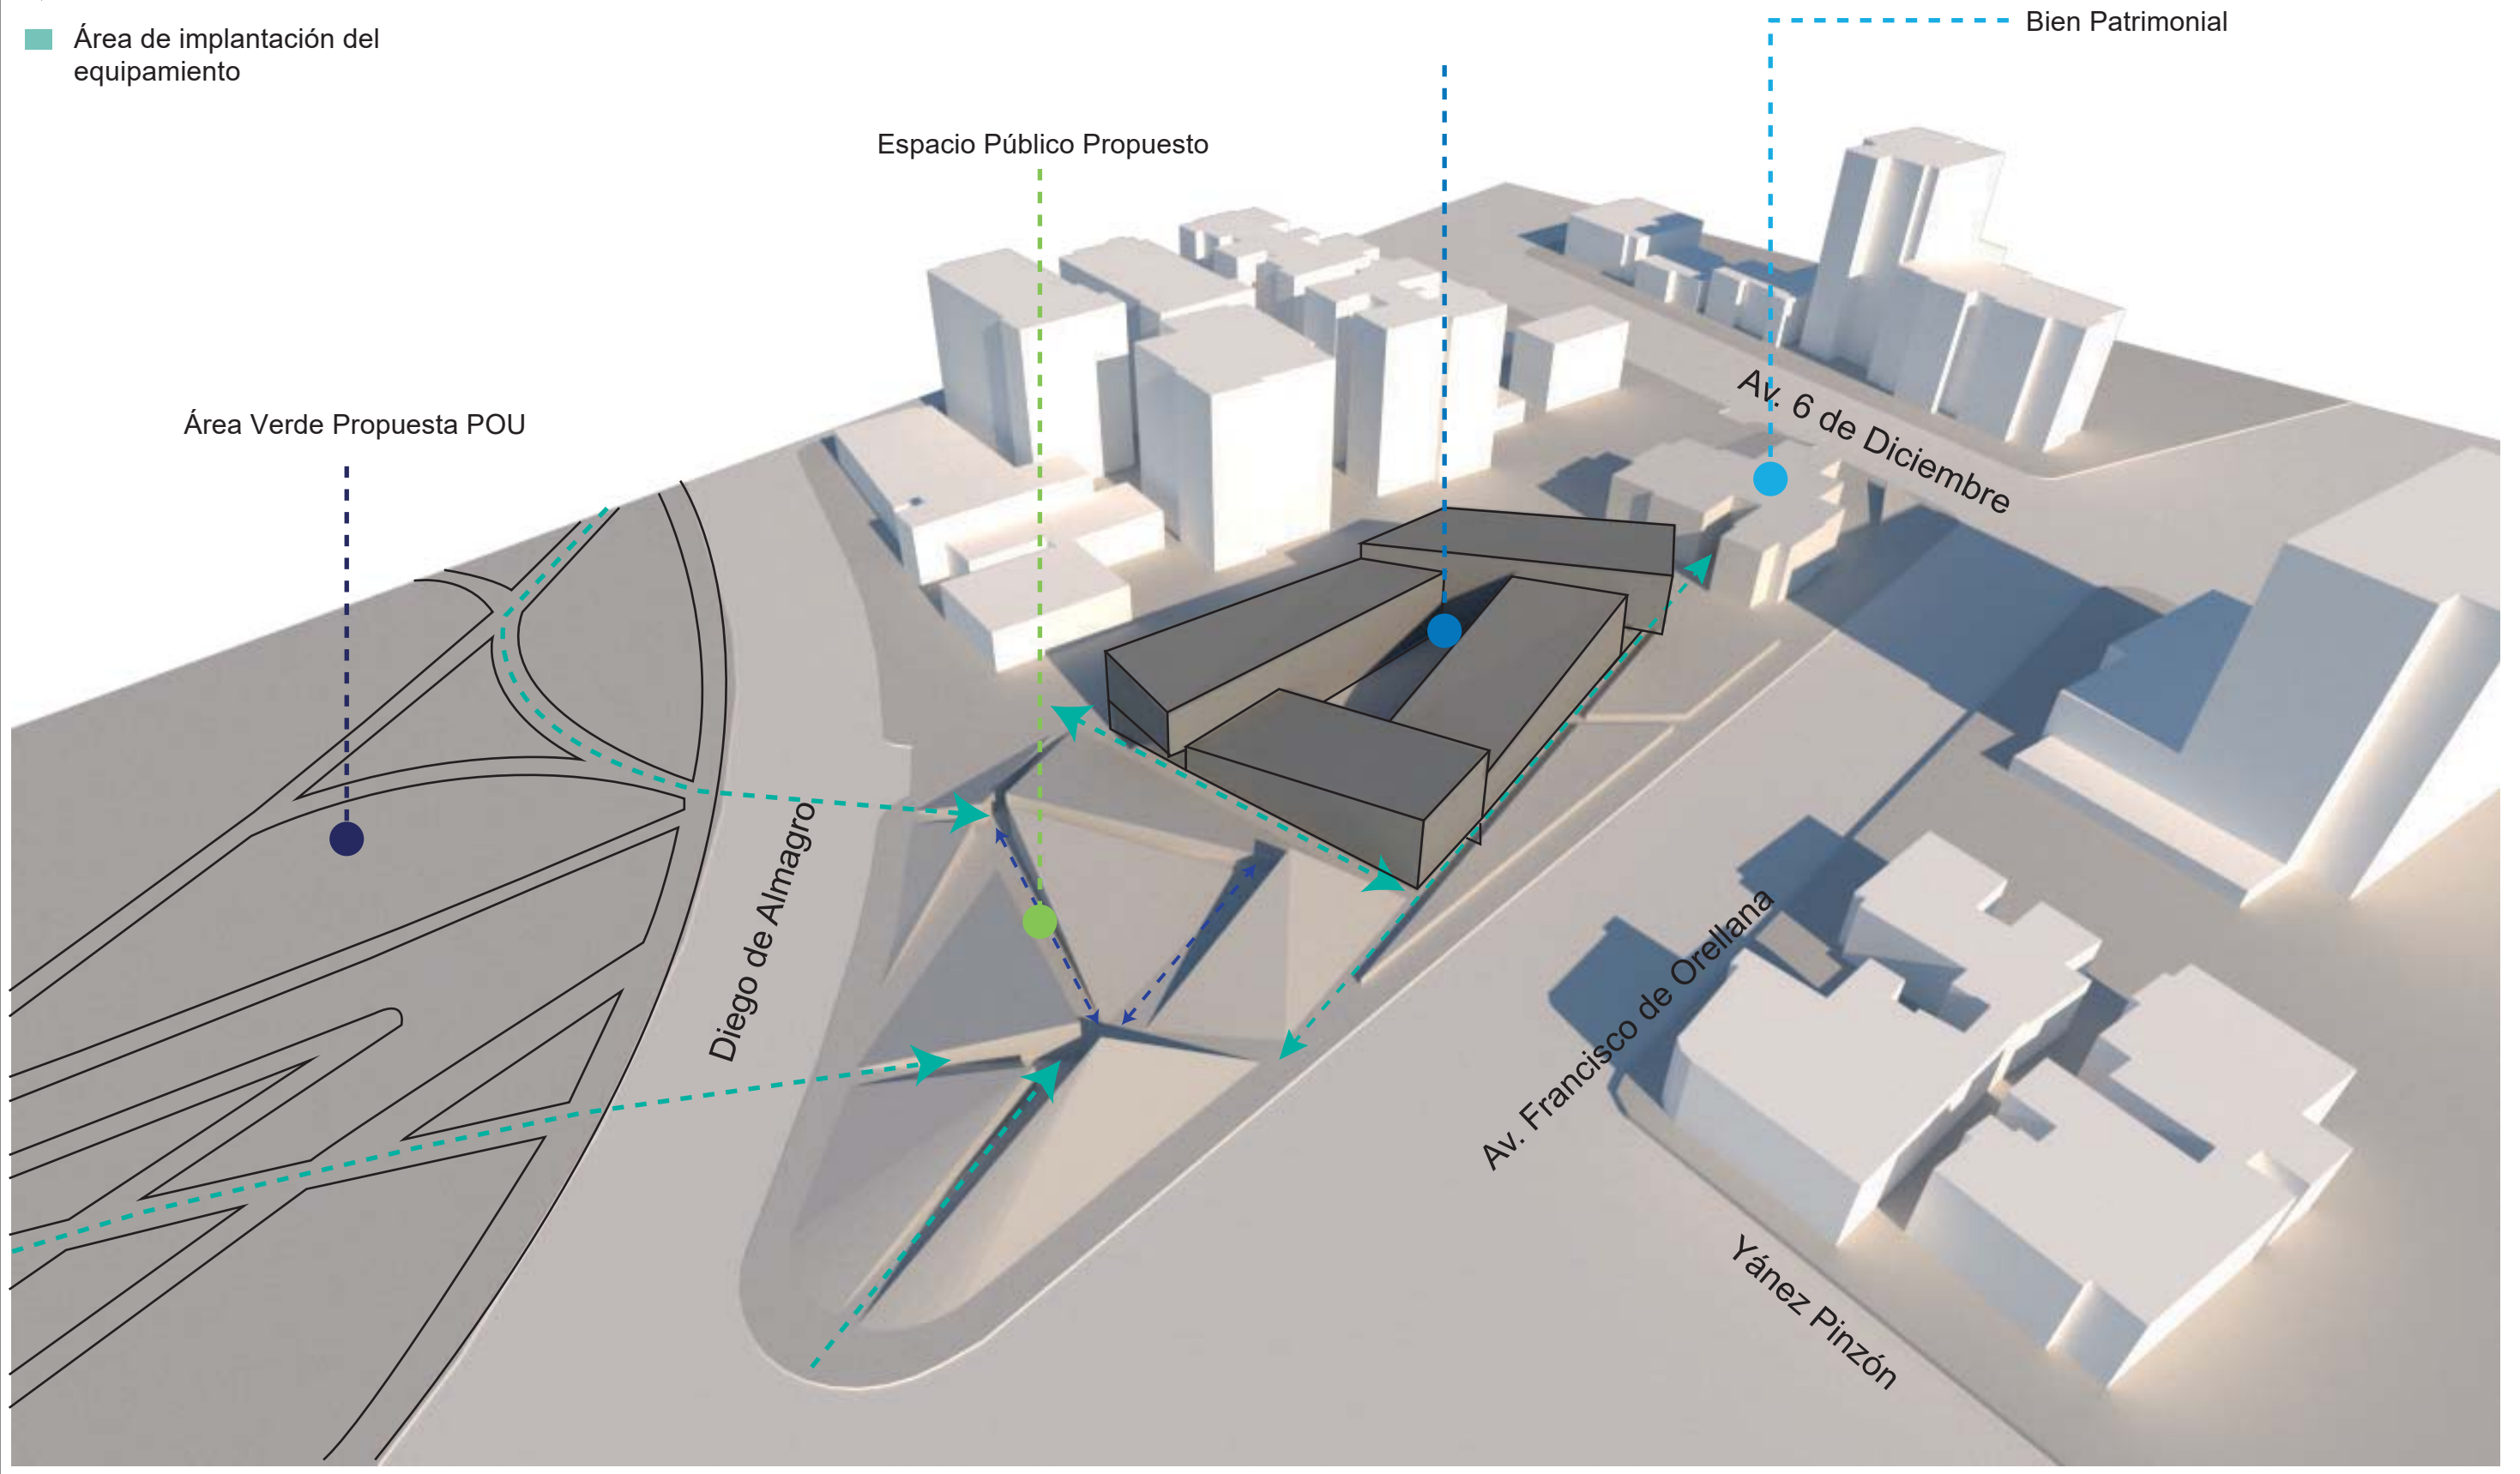 Bien Patrimonial
Área de implantación del
equipamiento
Espacio Público Propuesto
Área Verde Propuesta POU
Av. 6 de Diciembre
Diego de Almagro
Av. Francisco de Orellana
Yánez Pinzón